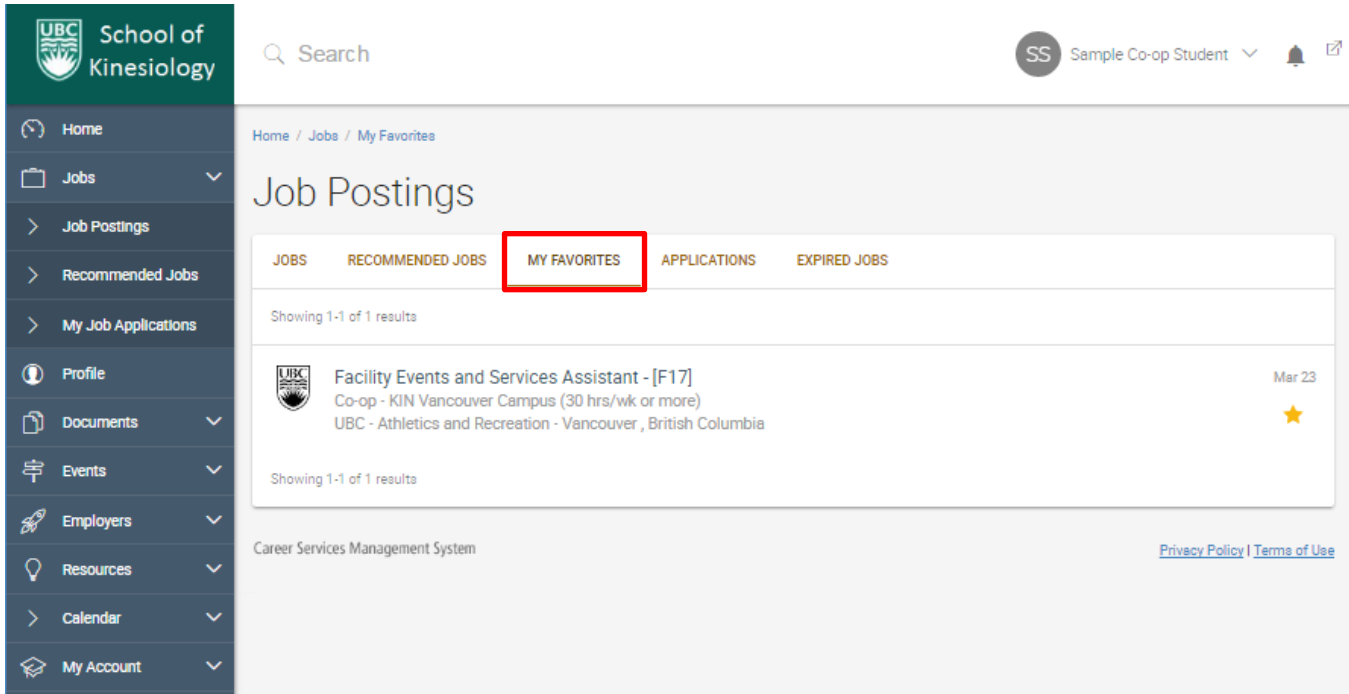 UBC
School of
Kinesiology
Search
SS
Sample Co-op Student
Home
Jobs
Job Postings
Recommended Jobs
My Job Applications
Profile
Documents
Events
Employers
Resources
Calendar
My Account
Home / Jobs / My Favorites
Job Postings
JOBS RECOMMENDED JOBS MY FAVORITES APPLICATIONS EXPIRED JOBS
Showing 1-1 of 1 results
UBC
Facility Events and Services Assistant - [F17]
Mar 23
Co-op - KIN Vancouver Campus (30 hrs/wk or more)
UBC - Athletics and Recreation - Vancouver , British Columbia
Showing 1-1 of 1 results
Career Services Management System
Privacy Policy | Terms of Use